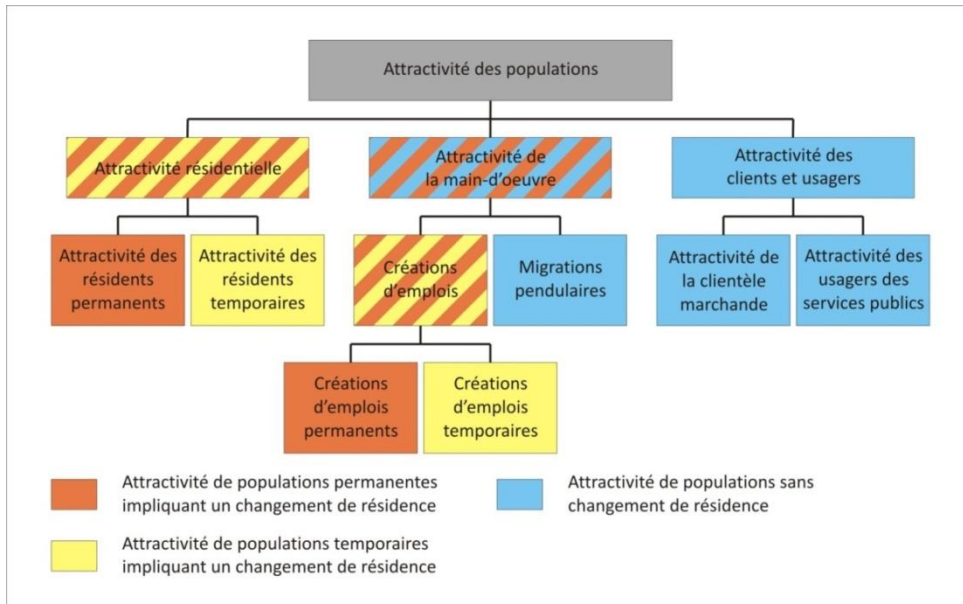 Attractivité des populations
Attractivité résidentielle
Attractivité de
la main-d'oeuvre
Attractivité des
clients et usagers
Attractivité des
résidents
permanents
Attractivité des
résidents
temporaires
Créations
d'emplois
Migrations
pendulaires
Attractivité de
la clientèle
marchande
Attractivité des
usagers des
services publics
Créations
d'emplois
permanents
Créations
d'emplois
temporaires
Attractivité de populations permanentes
impliquant un changement de résidence
Attractivité de populations sans
changement de résidence
Attractivité de populations temporaires
impliquant un changement de résidence